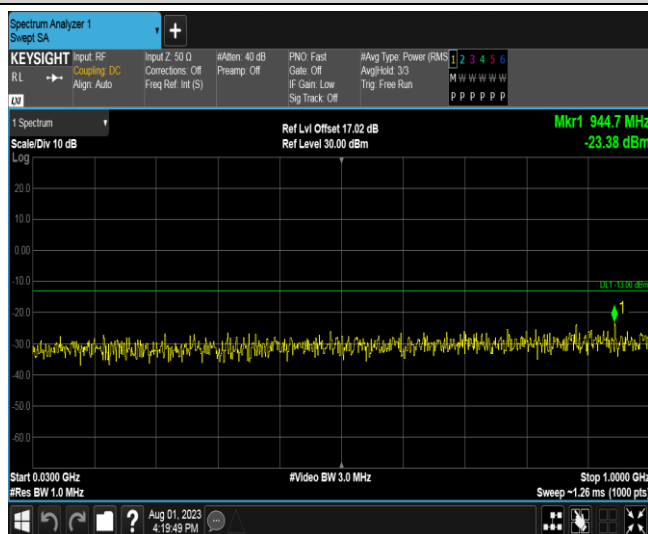 Spectrum Analyzer 1
Swept SA
+
KEYSIGHT
RL
LXI
Input: RF
Coupling: DC
Align: Auto
Input Z: 50 Ω
Corrections: Off
Freq Ref: Int (S)
#Atten: 40 dB
Preamp: Off
PNO: Fast
Gate: Off
IF Gain: Low
Sig Track: Off
#Avg Type: Power (RMS
Avg|Hold: 3/3
Trig: Free Run
1 2 3 4 5 6
M W W W W W
P P P P P P
1 Spectrum
Scale/Div 10 dB
Log
Ref Lvl Offset 17.02 dB
Ref Level 30.00 dBm
Mkr1 944.7 MHz
-23.38 dBm
20.0
10.0
0.00
-10.0
DL1 -13.00 dBm
1
-20.0
-30.0
-40.0
-50.0
-60.0
Start 0.0300 GHz
#Res BW 1.0 MHz
#Video BW 3.0 MHz
Stop 1.0000 GHz
Sweep ~1.26 ms (1000 pts)
?
Aug 01, 2023
4:19:49 PM